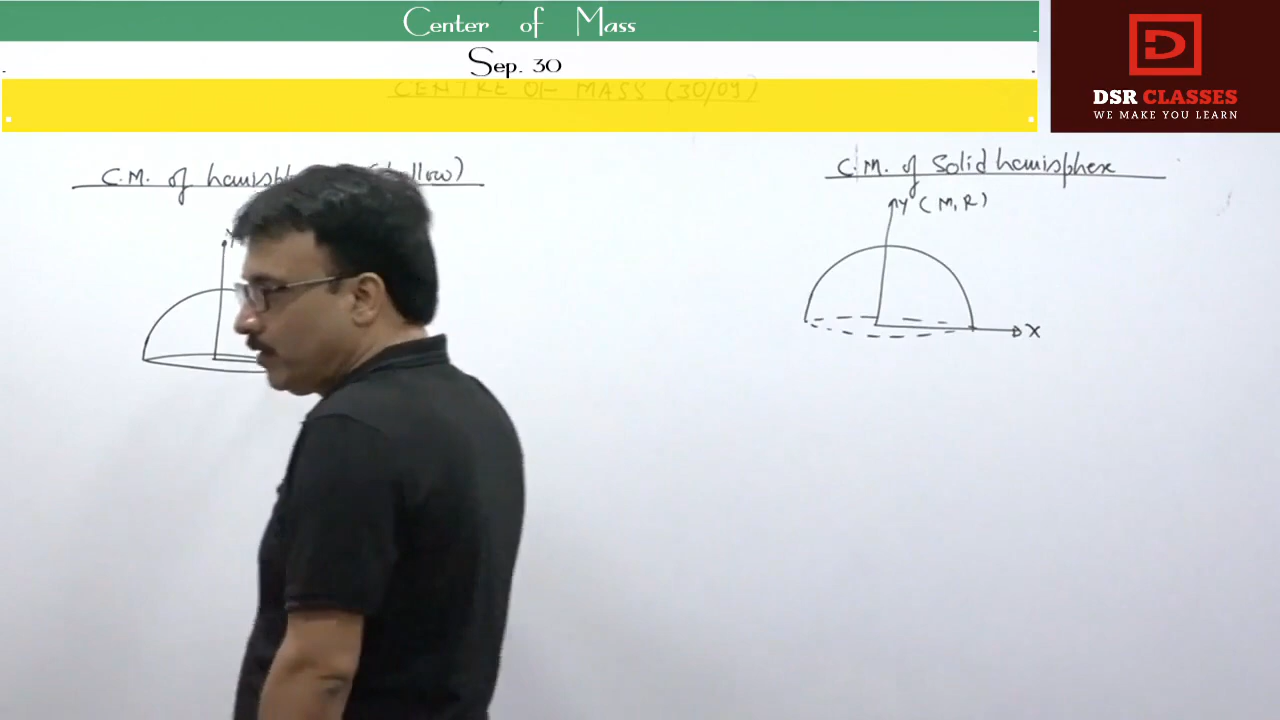 Center of Mass
Sep. 30
CENTRE OF MASS (30/09)
DSR CLASSES
WE MAKE YOU LEARN
C.M. of
C.M. of Solid hemisphere
Y (M, R)
X